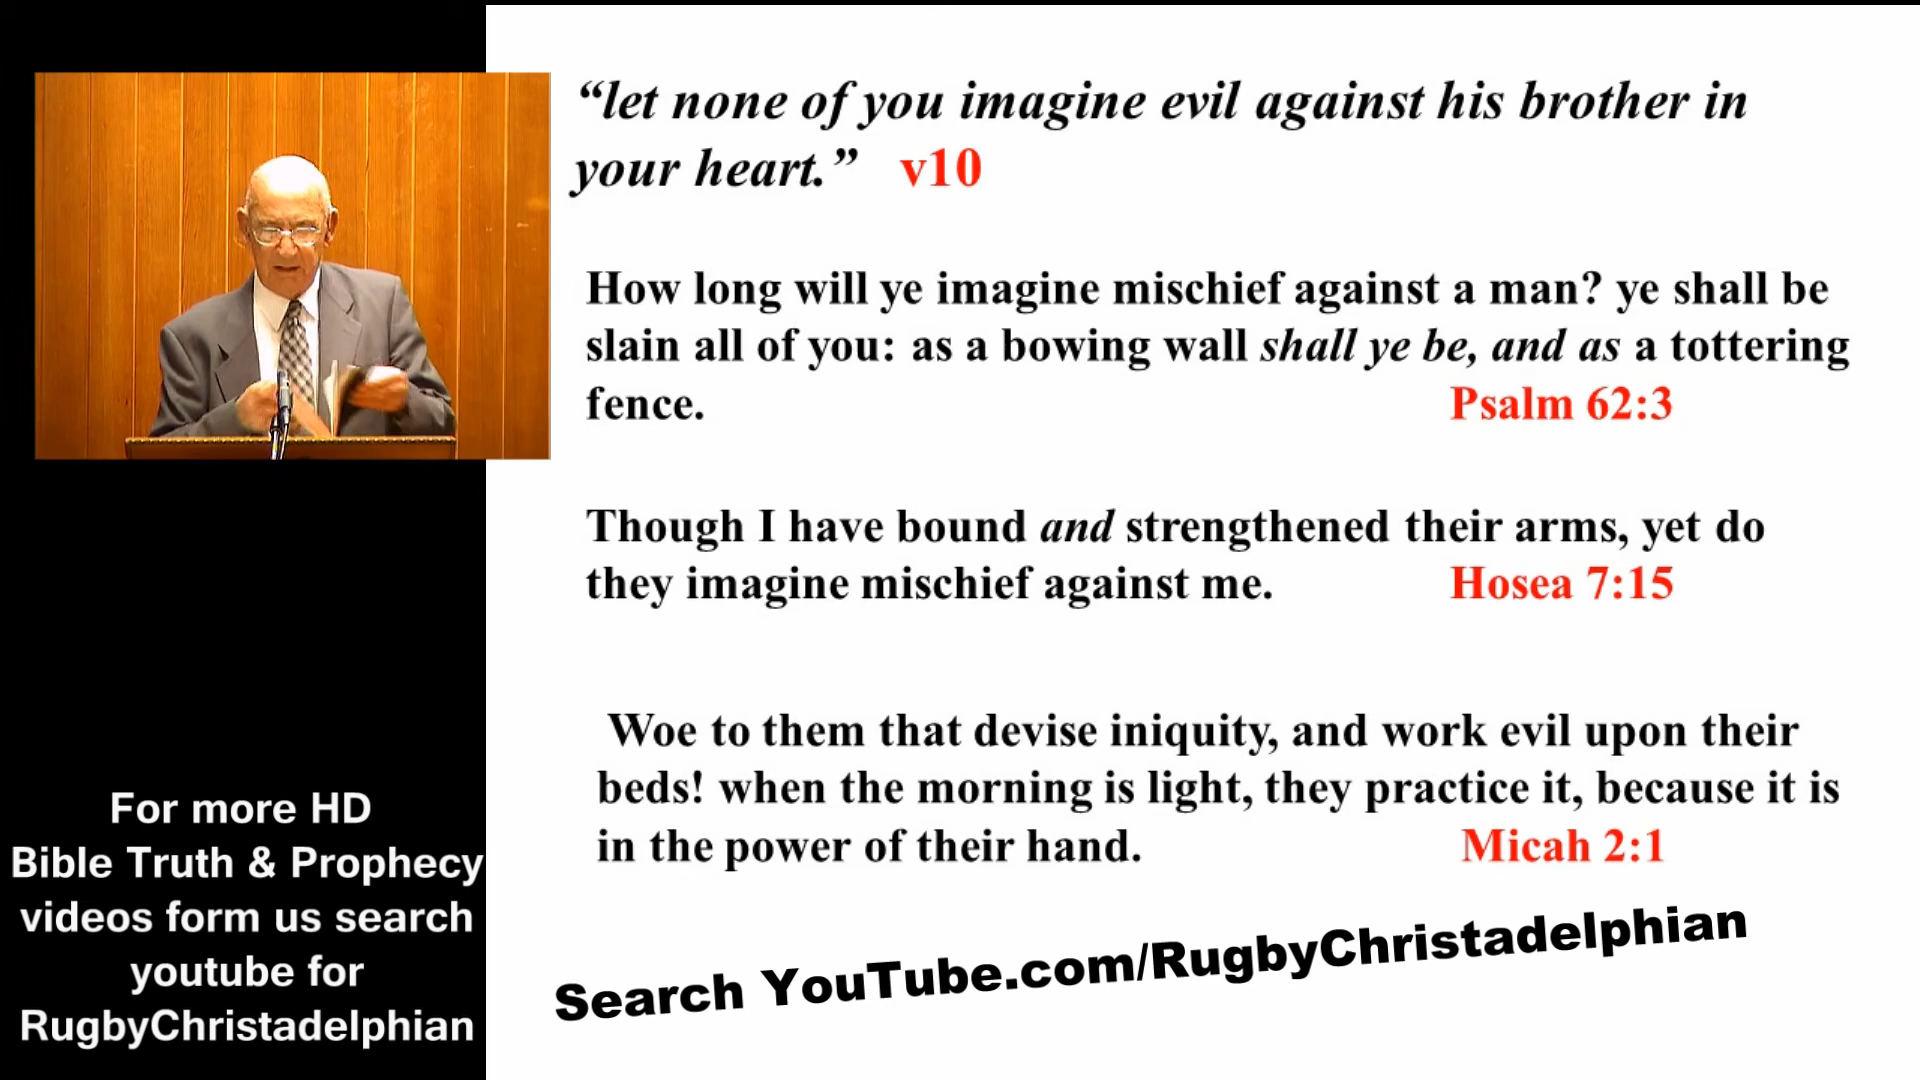 “let none of you imagine evil against his brother in
your heart.” v10
How long will ye imagine mischief against a man? ye shall be
slain all of you: as a bowing wall shall ye be, and as a tottering
fence. Psalm 62:3
Though I have bound and strengthened their arms, yet do
they imagine mischief against me. Hosea 7:15
Woe to them that devise iniquity, and work evil upon their
beds! when the morning is light, they practice it, because it is
in the power of their hand. Micah 2:1
Search YouTube.com/RugbyChristadelphian
For more HD
Bible Truth & Prophecy
videos form us search
youtube for
RugbyChristadelphian